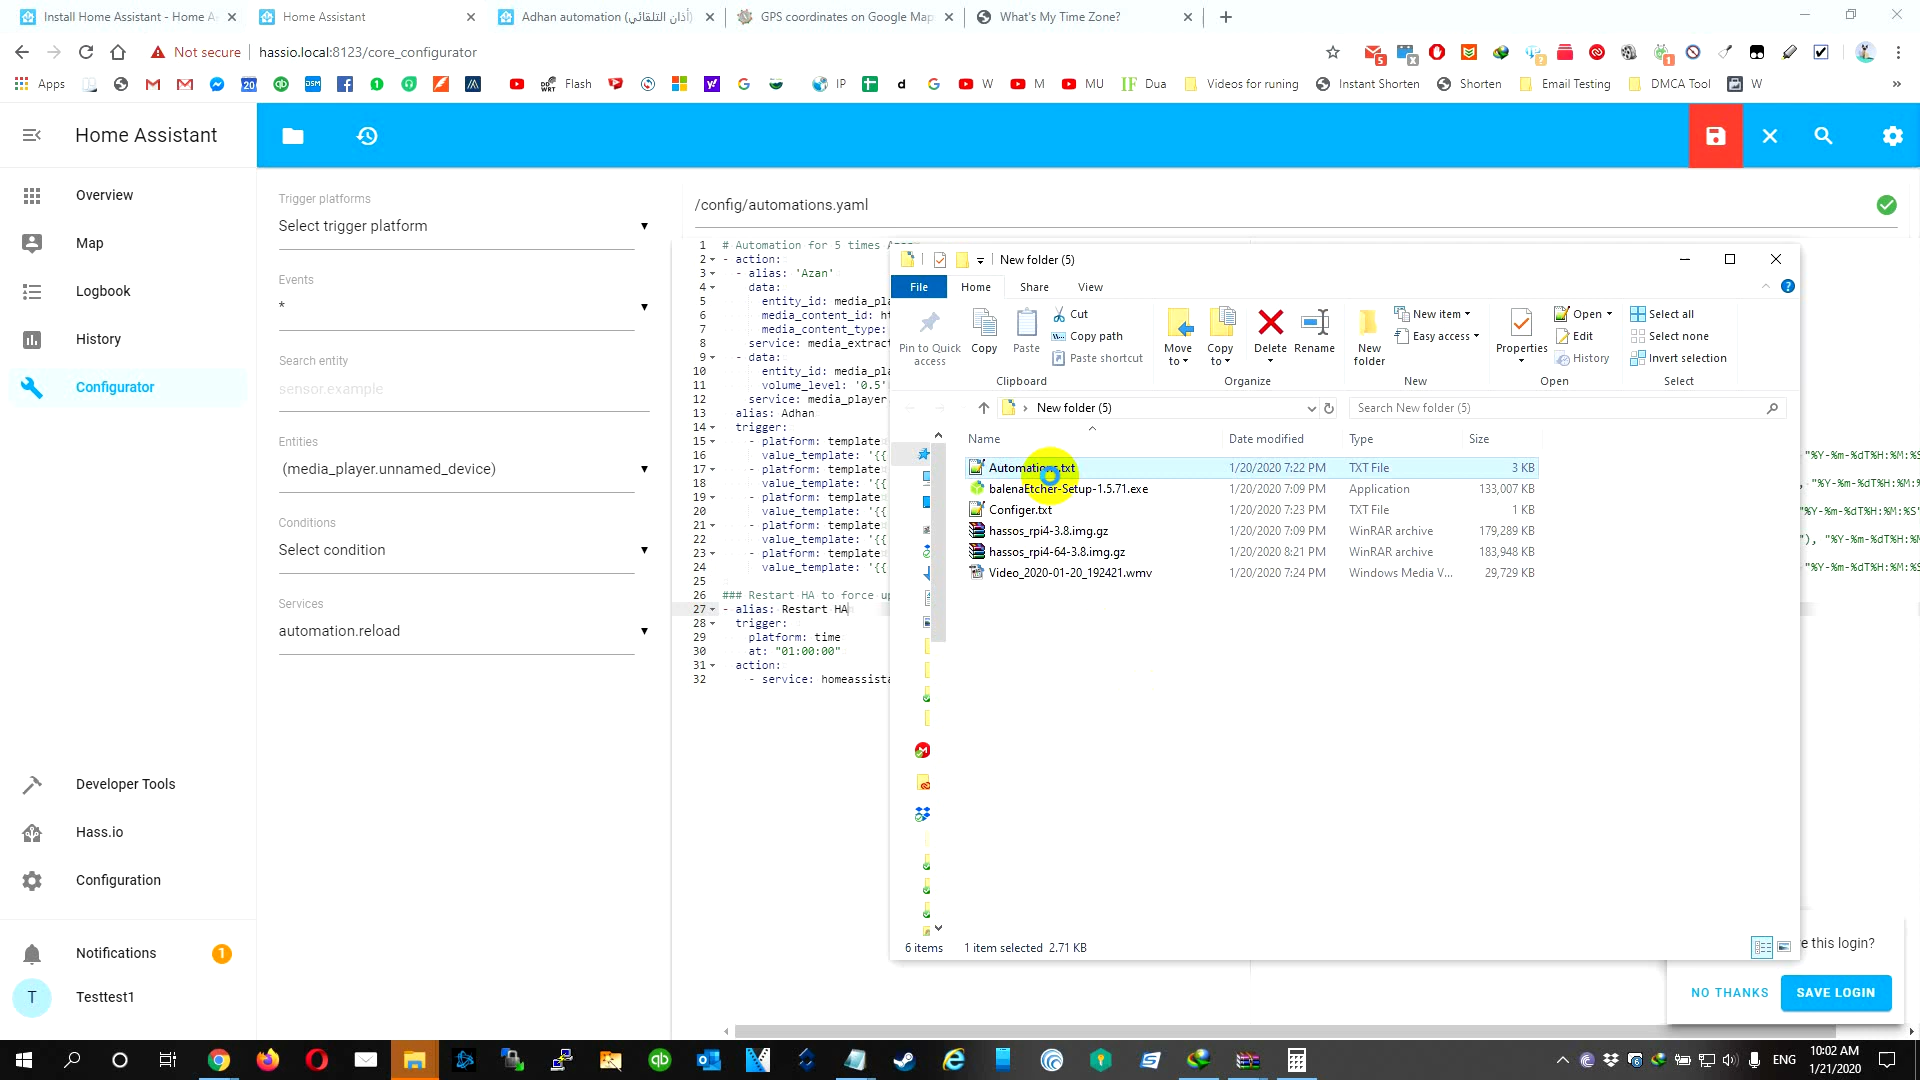 Install Home Assistant - Home A
Home Assistant
Adhan automation (أذان التلقائي)
GPS coordinates on Google Map
What's My Time Zone?
Not secure
hassio.local:8123/core_configurator
5
x
2
1
Apps
20
DSM
Flash
IP
d
W
M
MU
Dua
Videos for runing
Instant Shorten
Shorten
Email Testing
DMCA Tool
W
»
Home Assistant
Overview
Map
Logbook
History
Configurator
Developer Tools
Hass.io
Configuration
Notifications
1
T
Testtest1
Trigger platforms
Select trigger platform
Events
*
Search entity
sensor.example
Entities
(media_player.unnamed_device)
Conditions
Select condition
Services
automation.reload
/config/automations.yaml
1 # Automation for 5 times
2 - action:
3 - alias: 'Azan'
4 data:
5 entity_id: media_pla
6 media_content_id: ht
7 media_content_type:
8 service: media_extract
9 - data:
10 entity_id: media_pla
11 volume_level: '0.5'
12 service: media_player
13 alias: Adhan
14 trigger:
15 - platform: template
16 value_template: '{{
17 - platform: template
18 value_template: '{{
19 - platform: template
20 value_template: '{{
21 - platform: template
22 value_template: '{{
23 - platform: template
24 value_template: '{{
25
26 ### Restart HA to force up
27 - alias: Restart HA
28 trigger:
29 platform: time
30 at: "01:00:00"
31 action:
32 - service: homeassista
"%Y-%m-%dT%H:%M:%S
, "%Y-%m-%dT%H:%M:%S
"%Y-%m-%dT%H:%M:%S"
"), "%Y-%m-%dT%H:%M:
"%Y-%m-%dT%H:%M:%S
New folder (5)
File
Home
Share
View
Pin to Quick access
Copy
Paste
Cut
Copy path
Paste shortcut
Clipboard
Move to
Copy to
Delete
Rename
Organize
New folder
New item
Easy access
New
Properties
Open
Edit
History
Open
Select all
Select none
Invert selection
Select
New folder (5)
Search New folder (5)
Name Date modified Type Size
Automations.txt 1/20/2020 7:22 PM TXT File 3 KB
balenaEtcher-Setup-1.5.71.exe 1/20/2020 7:09 PM Application 133,007 KB
Configer.txt 1/20/2020 7:23 PM TXT File 1 KB
hassos_rpi4-3.8.img.gz 1/20/2020 7:09 PM WinRAR archive 179,289 KB
hassos_rpi4-64-3.8.img.gz 1/20/2020 8:21 PM WinRAR archive 183,948 KB
Video_2020-01-20_192421.wmv 1/20/2020 7:24 PM Windows Media V... 29,729 KB
6 items 1 item selected 2.71 KB
e this login?
NO THANKS
SAVE LOGIN
ENG
10:02 AM
1/21/2020